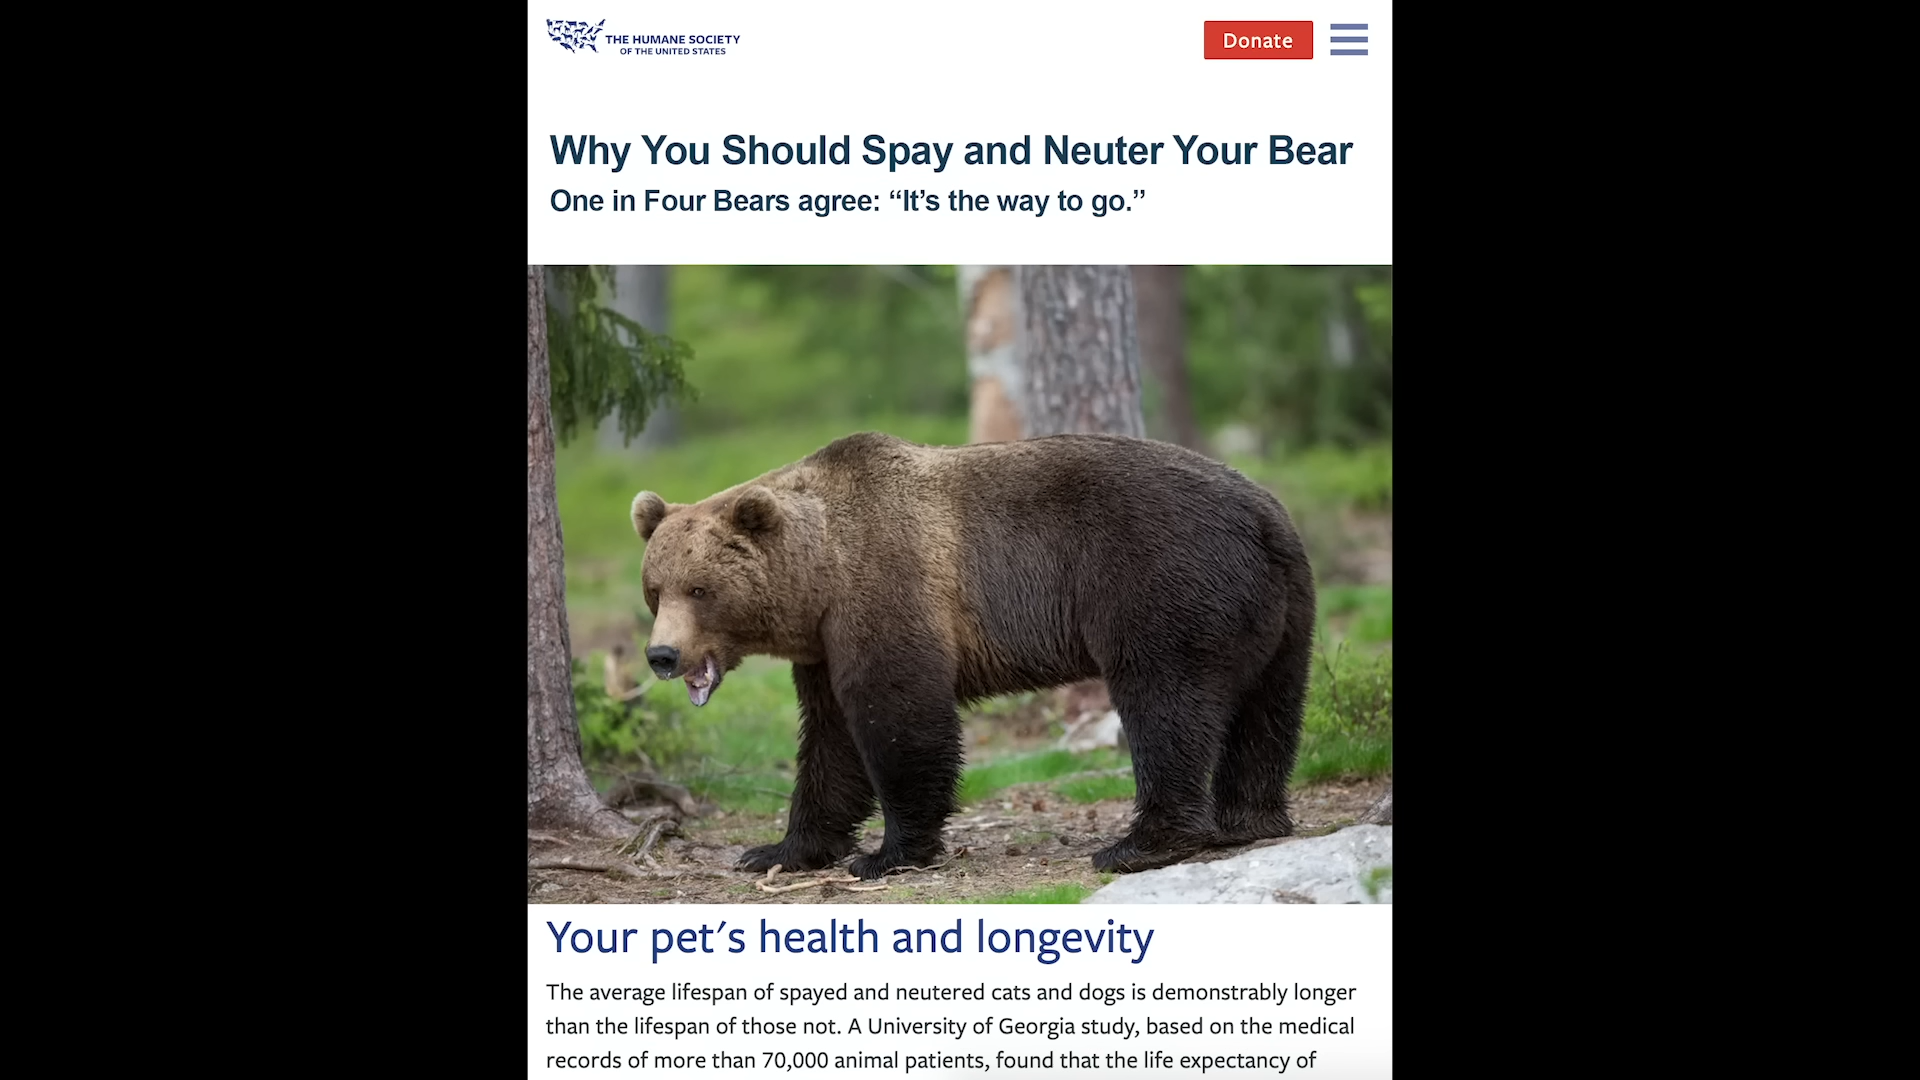 THE HUMANE SOCIETY
OF THE UNITED STATES
Donate
Why You Should Spay and Neuter Your Bear
One in Four Bears agree: “It’s the way to go.”
Your pet's health and longevity
The average lifespan of spayed and neutered cats and dogs is demonstrably longer
than the lifespan of those not. A University of Georgia study, based on the medical
records of more than 70,000 animal patients, found that the life expectancy of